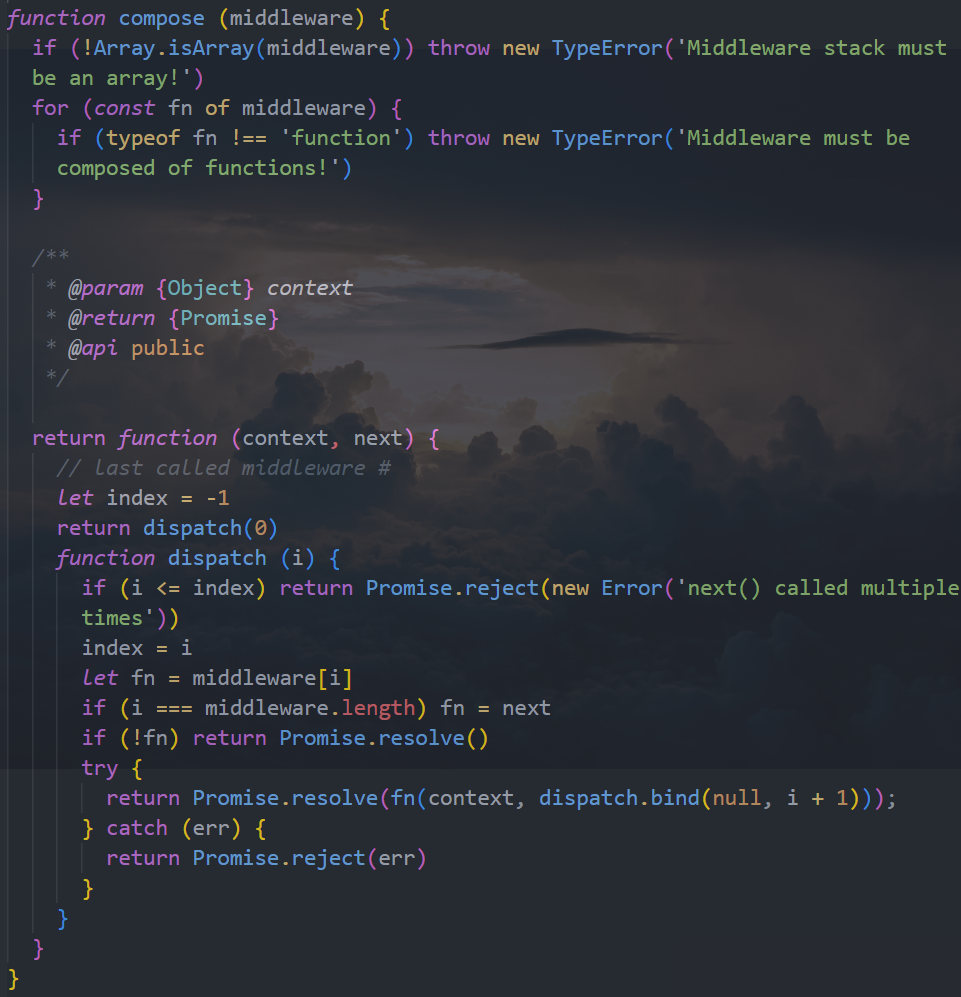 function compose (middleware) {
if (!Array.isArray(middleware)) throw new TypeError('Middleware stack must
be an array!')
for (const fn of middleware) {
if (typeof fn !== 'function') throw new TypeError('Middleware must be
composed of functions!')
}
/**
* @param {Object} context
* @return {Promise}
* @api public
*/
return function (context, next) {
// last called middleware #
let index = -1
return dispatch(0)
function dispatch (i) {
if (i <= index) return Promise.reject(new Error('next() called multiple
times'))
index = i
let fn = middleware[i]
if (i === middleware.length) fn = next
if (!fn) return Promise.resolve()
try {
return Promise.resolve(fn(context, dispatch.bind(null, i + 1)));
} catch (err) {
return Promise.reject(err)
}
}
}
}